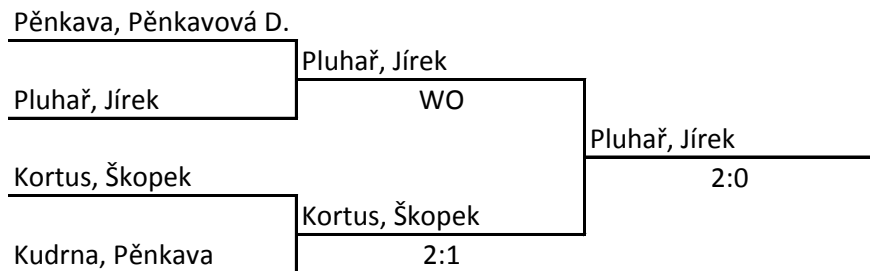 Pěnkava, Pěnkavová D.
Pluhař, Jírek
Pluhař, Jírek
WO
Pluhař, Jírek
2:0
Kortus, Škopek
Kortus, Škopek
Kudrna, Pěnkava
2:1